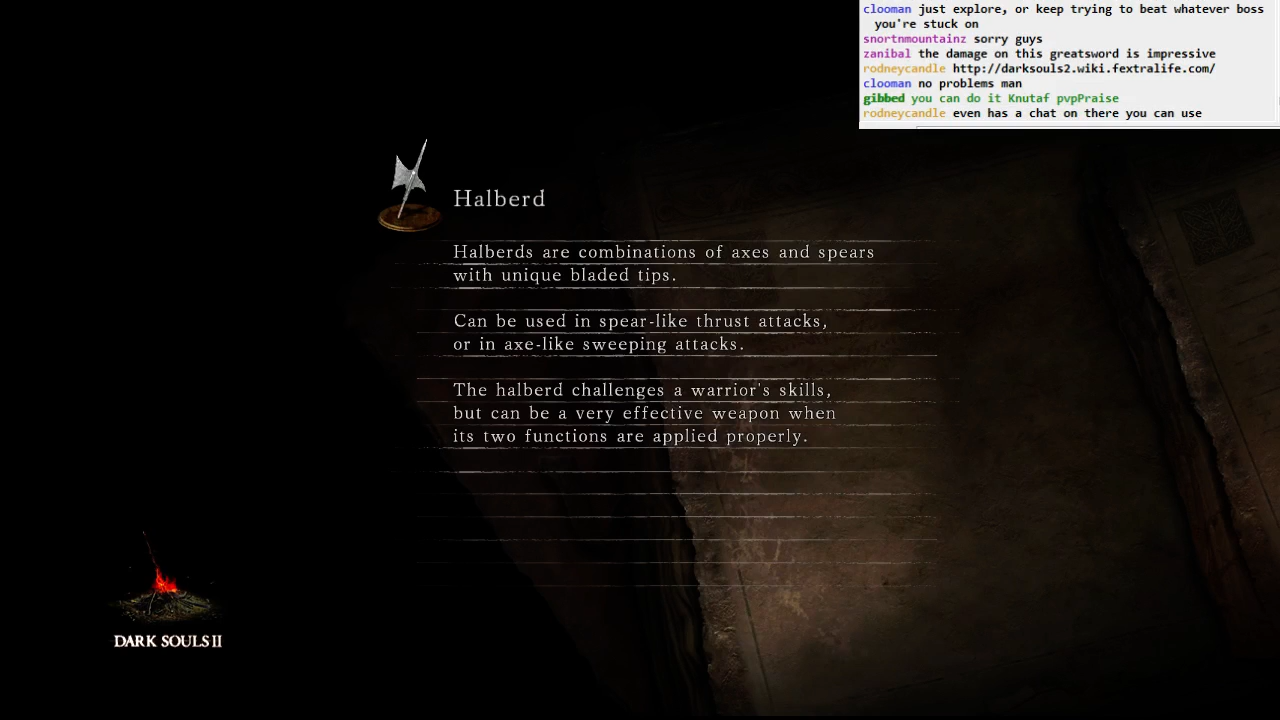 clooman just explore, or keep trying to beat whatever boss
you're stuck on
snortnmountainz sorry guys
zanibal the damage on this greatsword is impressive
rodneycandle http://darksouls2.wiki.fextralife.com/
clooman no problems man
gibbed you can do it Knutaf pvpPraise
rodneycandle even has a chat on there you can use
Halberd
Halberds are combinations of axes and spears
with unique bladed tips.
Can be used in spear-like thrust attacks,
or in axe-like sweeping attacks.
The halberd challenges a warrior's skills,
but can be a very effective weapon when
its two functions are applied properly.
DARK SOULS II